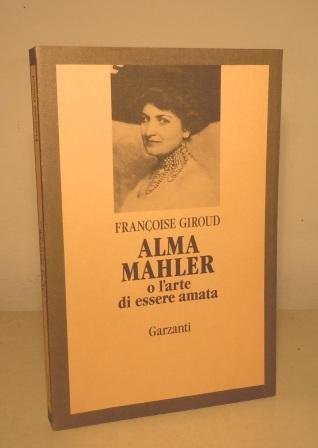 FRANÇOISE GIROUD
ALMA
MAHLER
o l'arte
di essere amata
Garzanti